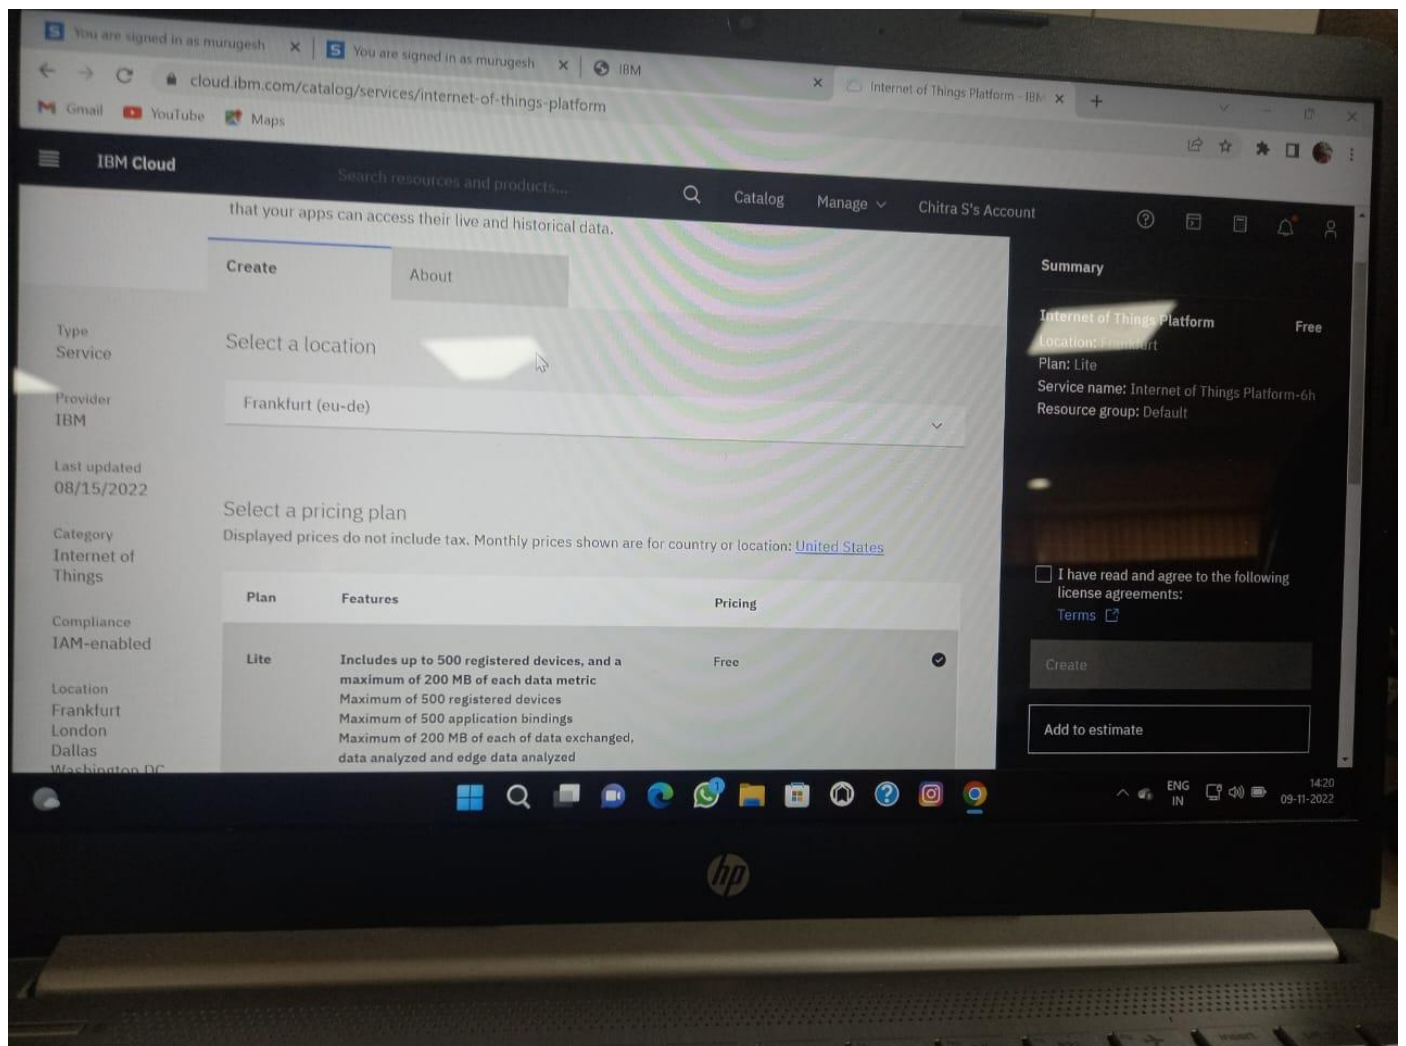 You are signed in as murugesh
You are signed in as murugesh
IBM
Internet of Things Platform - IBM
cloud.ibm.com/catalog/services/internet-of-things-platform
Gmail
YouTube
Maps
IBM Cloud
Search resources and products...
Catalog
Manage
Chitra S's Account
that your apps can access their live and historical data.
Create
About
Type
Service
Provider
IBM
Last updated
08/15/2022
Category
Internet of
Things
Compliance
IAM-enabled
Location
Frankfurt
London
Dallas
Washington DC
Select a location
Frankfurt (eu-de)
Select a pricing plan
Displayed prices do not include tax. Monthly prices shown are for country or location: United States
Plan
Features
Pricing
Lite
Includes up to 500 registered devices, and a
maximum of 200 MB of each data metric
Free
Maximum of 500 registered devices
Maximum of 500 application bindings
Maximum of 200 MB of each of data exchanged,
data analyzed and edge data analyzed
Summary
Internet of Things Platform
Free
Location: Frankfurt
Plan: Lite
Service name: Internet of Things Platform-6h
Resource group: Default
I have read and agree to the following
license agreements:
Terms
Create
Add to estimate
ENG
IN
14:20
09-11-2022
hp
insert